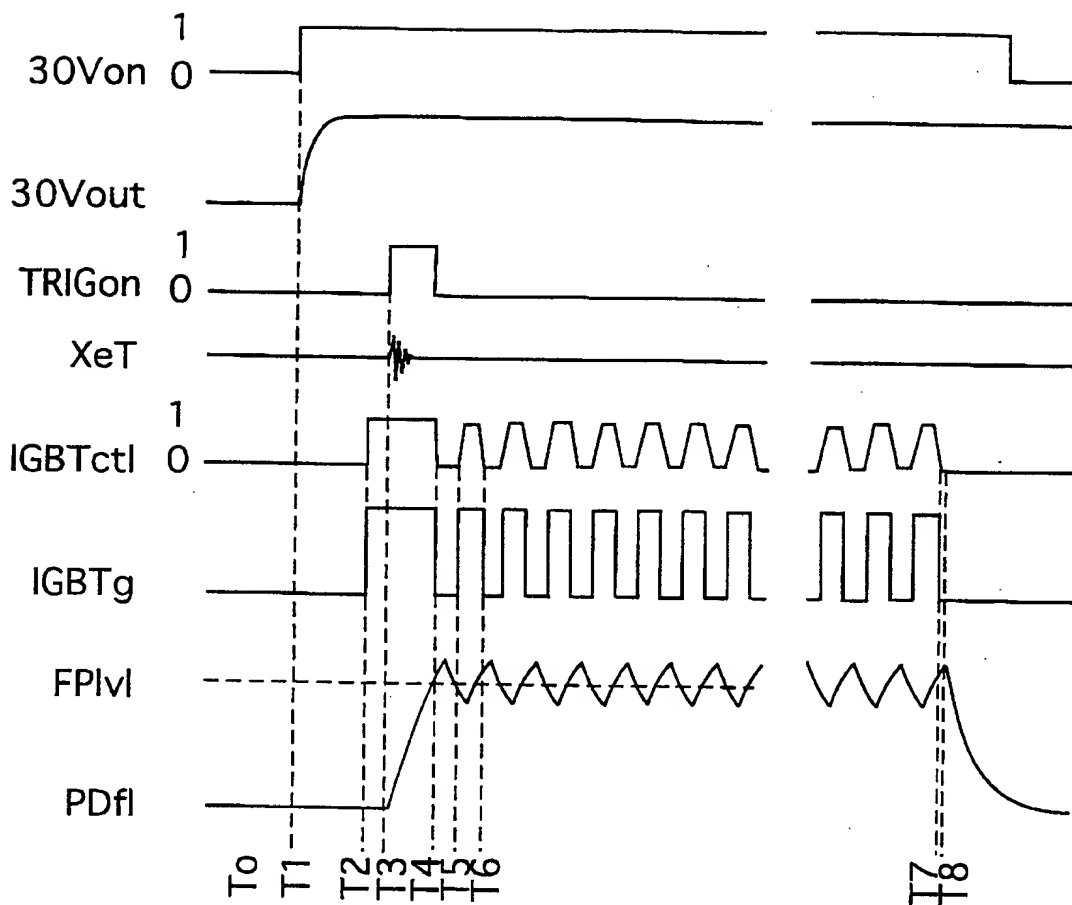 1
30Von 0
30Vout
1
TRIGon 0
XeT
1
IGBTctl 0
IGBTg
FPlvl
PDfl
To T1 T2 T3 T4 T5 T6 T7 T8